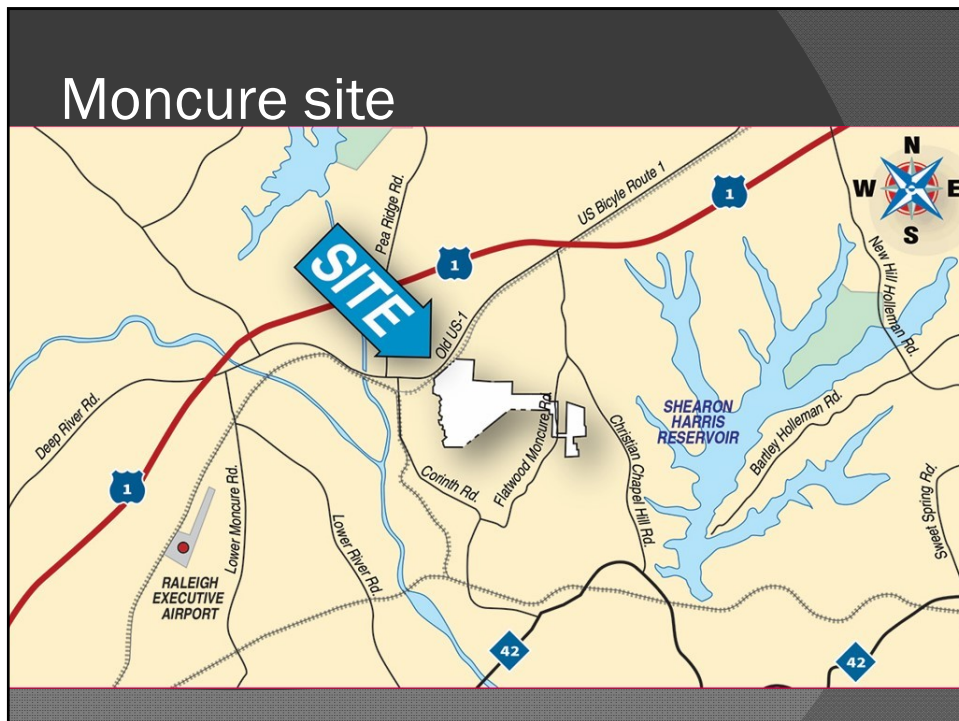 Moncure site
N
W
E
S
Pea Ridge Rd.
US Bicyle Route 1
1
1
New Hill Holleman Rd.
SITE
Old US-1
Deep River Rd.
SHEARON
HARRIS
RESERVOIR
Bartley Holleman Rd.
Christian Chapel Hill Rd.
Flatwood Moncure Rd.
Corinth Rd.
1
Lower Moncure Rd.
Lower River Rd.
Sweet Spring Rd.
RALEIGH
EXECUTIVE
AIRPORT
42
42